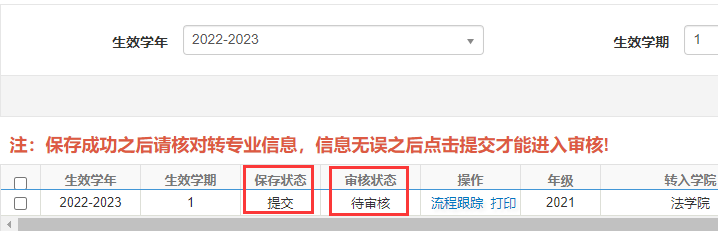 生效学年 2022-2023 生效学期 1
注：保存成功之后请核对转专业信息，信息无误之后点击提交才能进入审核!
生效学年 生效学期 保存状态 审核状态 操作 年级 转入学院
2022-2023 1 提交 待审核 流程跟踪 打印 2021 法学院